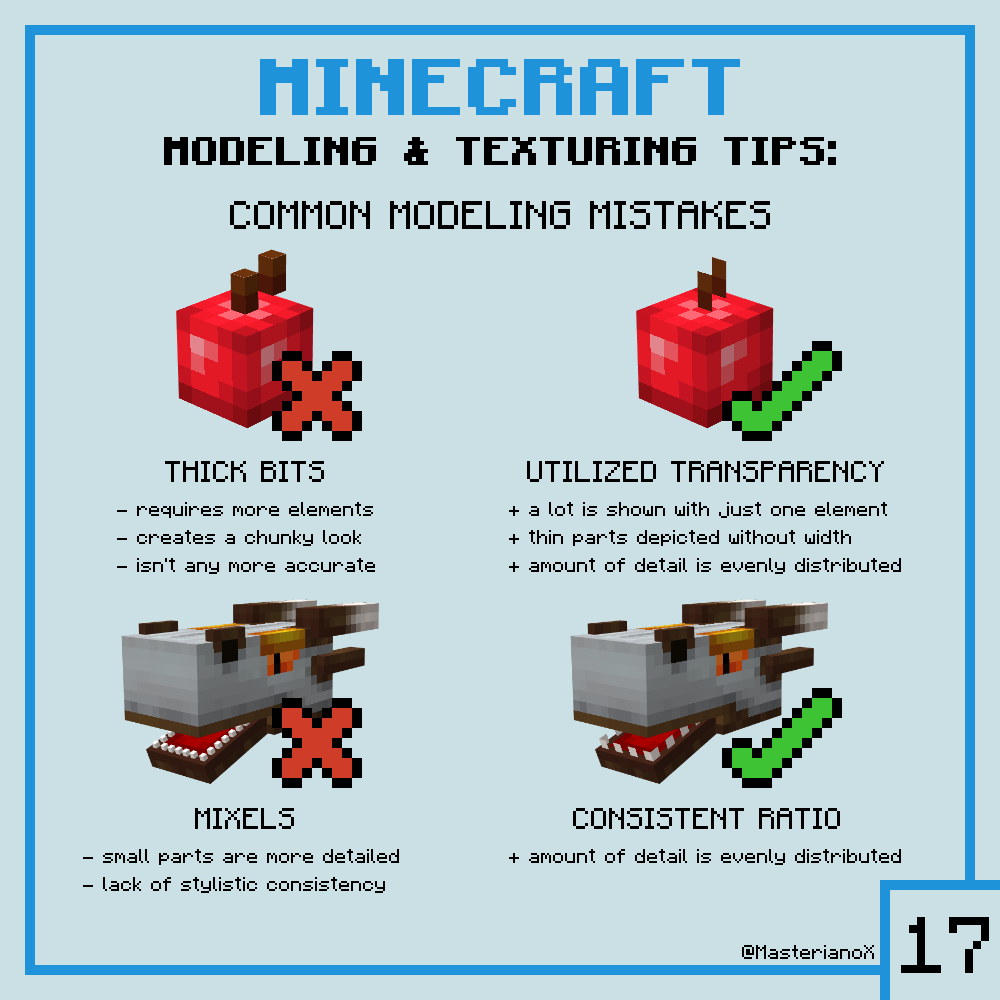 MINECRAFT
MODELING & TEXTURING TIPS:
COMMON MODELING MISTAKES
THICK BITS
- requires more elements
- creates a chunky look
- isn't any more accurate
UTILIZED TRANSPARENCY
+ a lot is shown with just one element
+ thin parts depicted without width
+ amount of detail is evenly distributed
MIXELS
- small parts are more detailed
- lack of stylistic consistency
CONSISTENT RATIO
+ amount of detail is evenly distributed
@MasterianoX
17